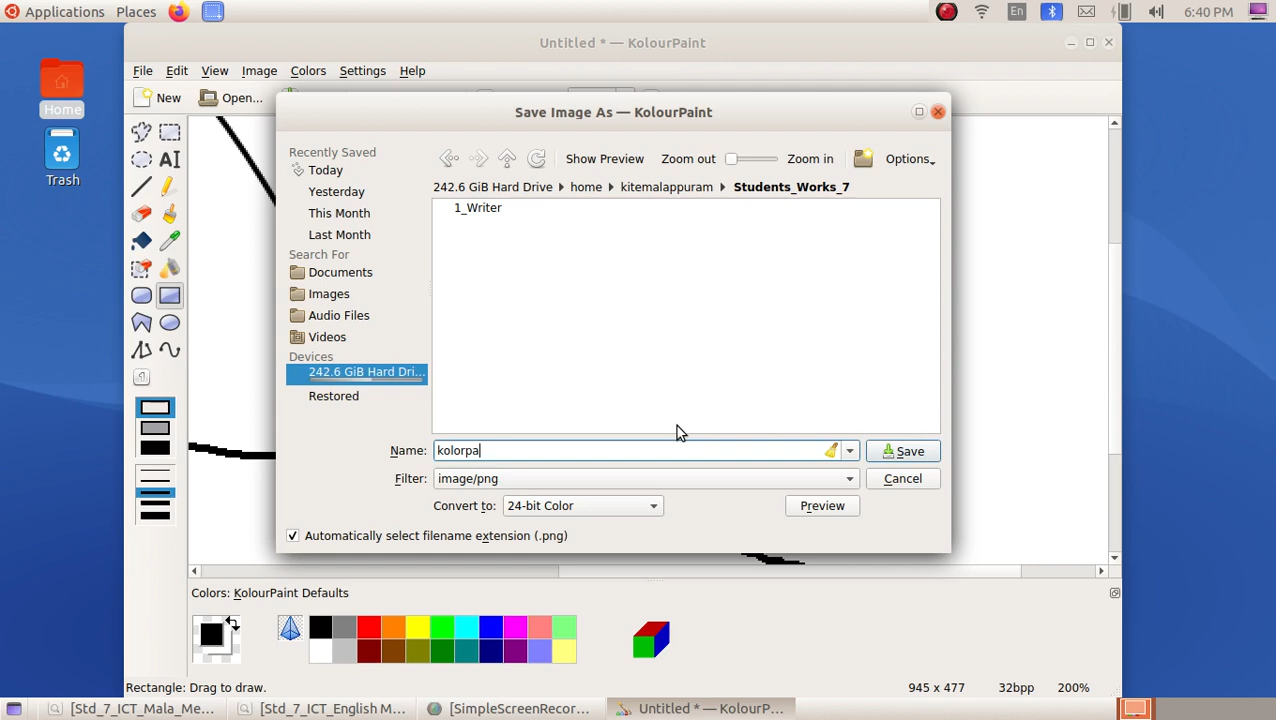 Applications Places En 6:40 PM
Untitled * — KolourPaint
File Edit View Image Colors Settings Help
New Open...
Home
Trash
Save Image As — KolourPaint
Recently Saved
Today
Yesterday
This Month
Last Month
Search For
Documents
Images
Audio Files
Videos
Devices
242.6 GiB Hard Dri...
Restored
Show Preview Zoom out Zoom in Options
242.6 GiB Hard Drive home kitemalappuram Students_Works_7
1_Writer
Name: kolorpa Save
Filter: image/png Cancel
Convert to: 24-bit Color Preview
Automatically select filename extension (.png)
Colors: KolourPaint Defaults
Rectangle: Drag to draw. 945 x 477 32bpp 200%
[Std_7_ICT_Mala_Me... [Std_7_ICT_English M... [SimpleScreenRecor... Untitled * — KolourP...